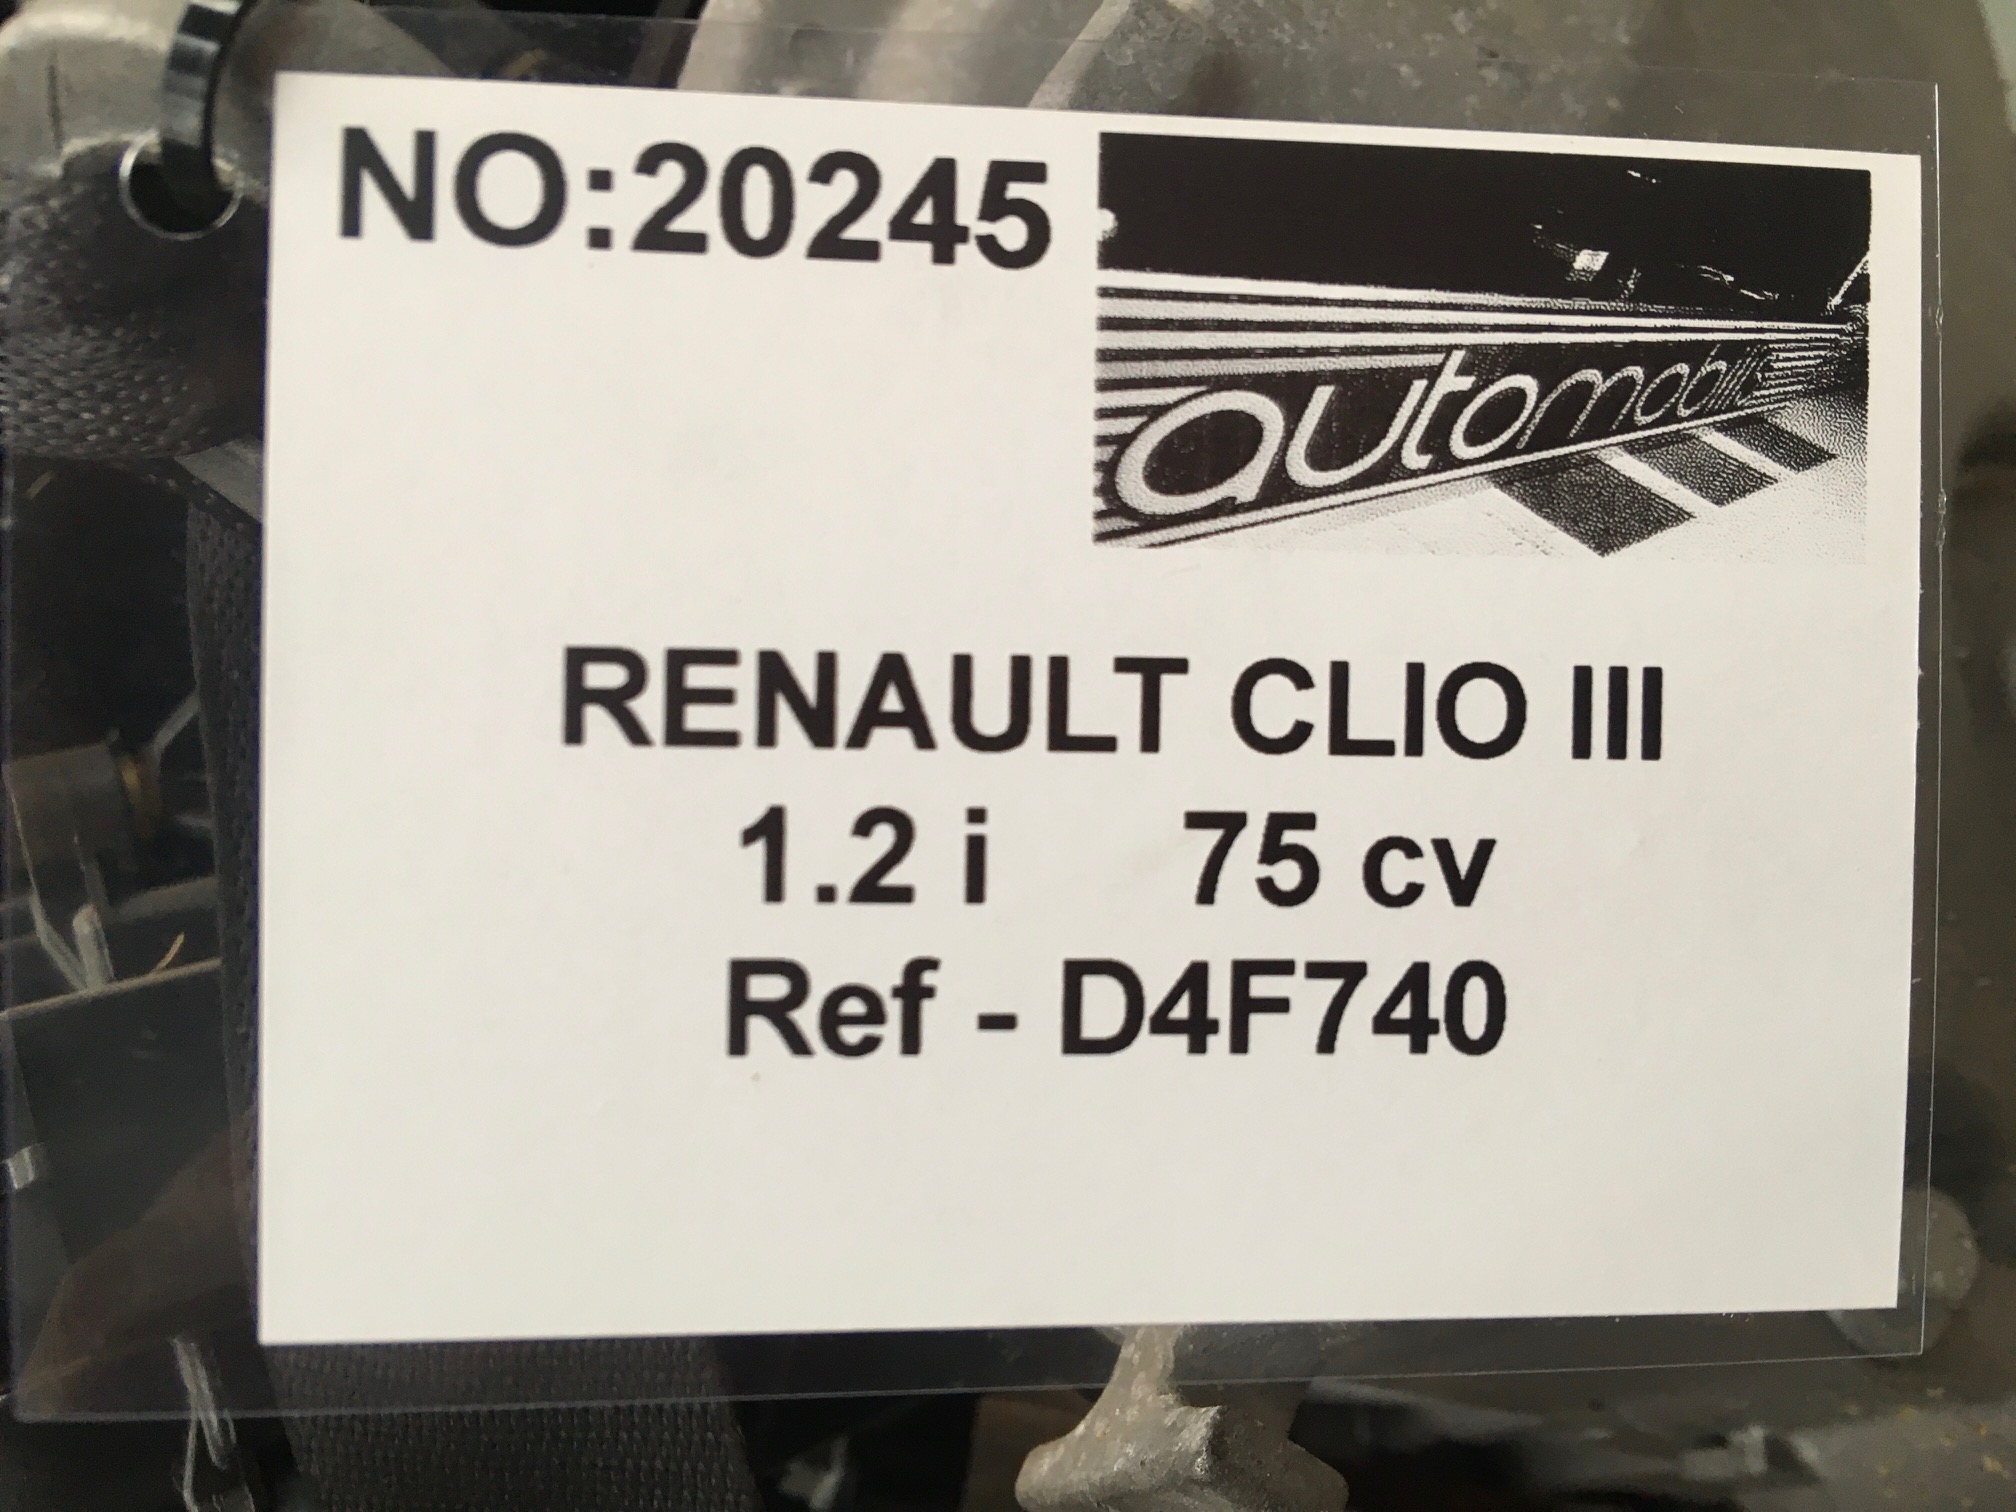 NO:20245
automobile
RENAULT CLIO III
1.2 i 75 cv
Ref - D4F740